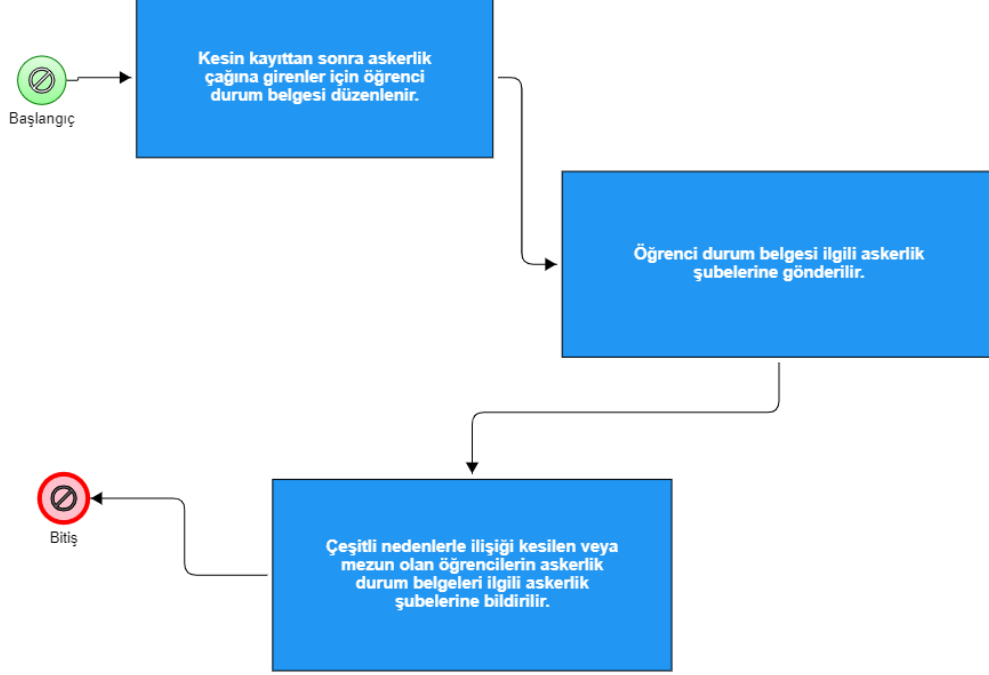 Kesin kayıttan sonra askerlik
çağına girenler için öğrenci
durum belgesi düzenlenir.
Başlangıç
Öğrenci durum belgesi ilgili askerlik
şubelerine gönderilir.
Çeşitli nedenlerle ilişiği kesilen veya
mezun olan öğrencilerin askerlik
durum belgeleri ilgili askerlik
şubelerine bildirilir.
Bitiş